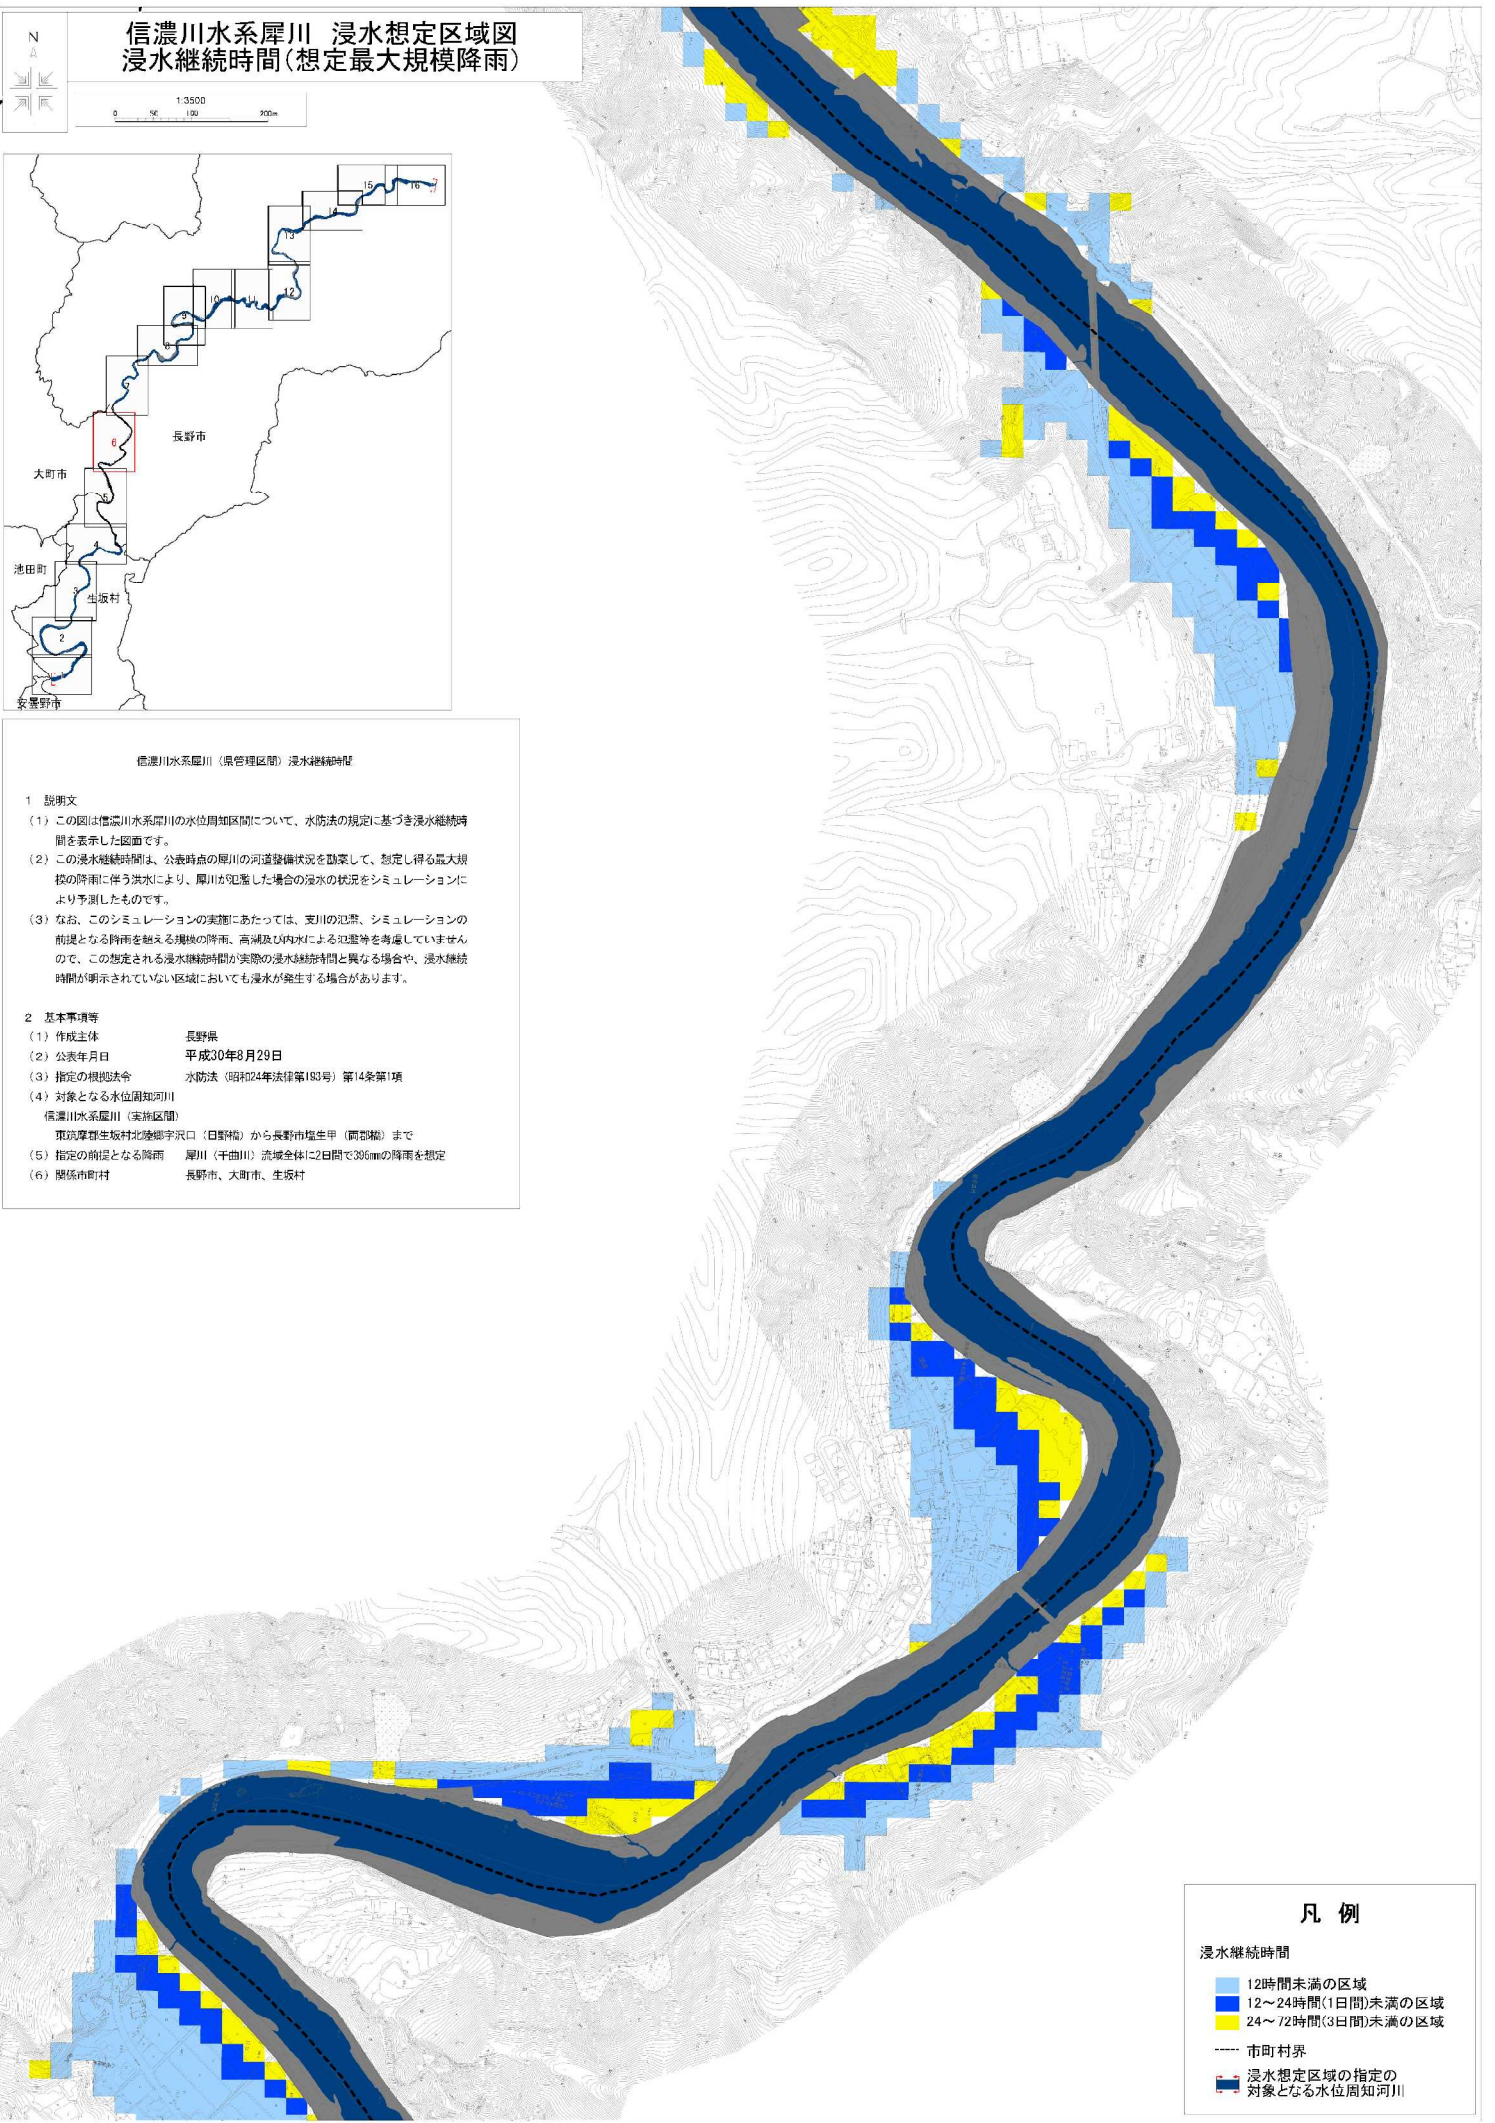 信濃川水系犀川 浸水想定区域図
浸水継続時間(想定最大規模降雨)
N
1:3500
0 50 100 200m
15
16
14
13
12
11
10
9
8
7
6
長野市
大町市
5
4
池田町
3
生坂村
2
1
安曇野市
信濃川水系犀川（県管理区間）浸水継続時間
1 説明文
（1）この図は信濃川水系犀川の水位周知区間について、水防法の規定に基づき浸水継続時
間を表示した図面です。
（2）この浸水継続時間は、公表時点の犀川の河道整備状況を勘案して、想定し得る最大規
模の降雨に伴う洪水により、犀川が氾濫した場合の浸水の状況をシミュレーションに
より予測したものです。
（3）なお、このシミュレーションの実施にあたっては、支川の氾濫、シミュレーションの
前提となる降雨を超える規模の降雨、高潮及び内水による氾濫等を考慮していません
ので、この想定される浸水継続時間が実際の浸水継続時間と異なる場合や、浸水継続
時間が明示されていない区域においても浸水が発生する場合があります。
2 基本事項等
（1）作成主体 長野県
（2）公表年月日 平成30年8月29日
（3）指定の根拠法令 水防法（昭和24年法律第193号）第14条第1項
（4）対象となる水位周知河川
信濃川水系犀川（実施区間）
東筑摩郡生坂村北陸郷字沢口（日野橋）から長野市塩生甲（両郡橋）まで
（5）指定の前提となる降雨 犀川（千曲川）流域全体に2日間で396mmの降雨を想定
（6）関係市町村 長野市、大町市、生坂村
凡 例
浸水継続時間
12時間未満の区域
12～24時間(1日間)未満の区域
24～72時間(3日間)未満の区域
市町村界
浸水想定区域の指定の
対象となる水位周知河川